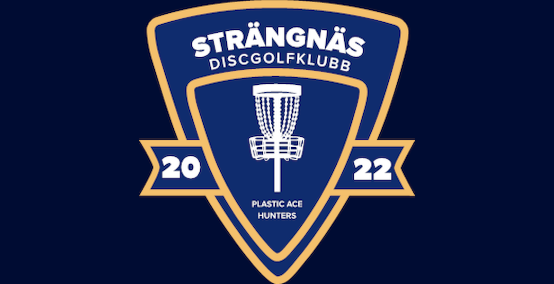 STRÄNGNÄS
DISCGOLFKLUBB
20 22
PLASTIC ACE
HUNTERS